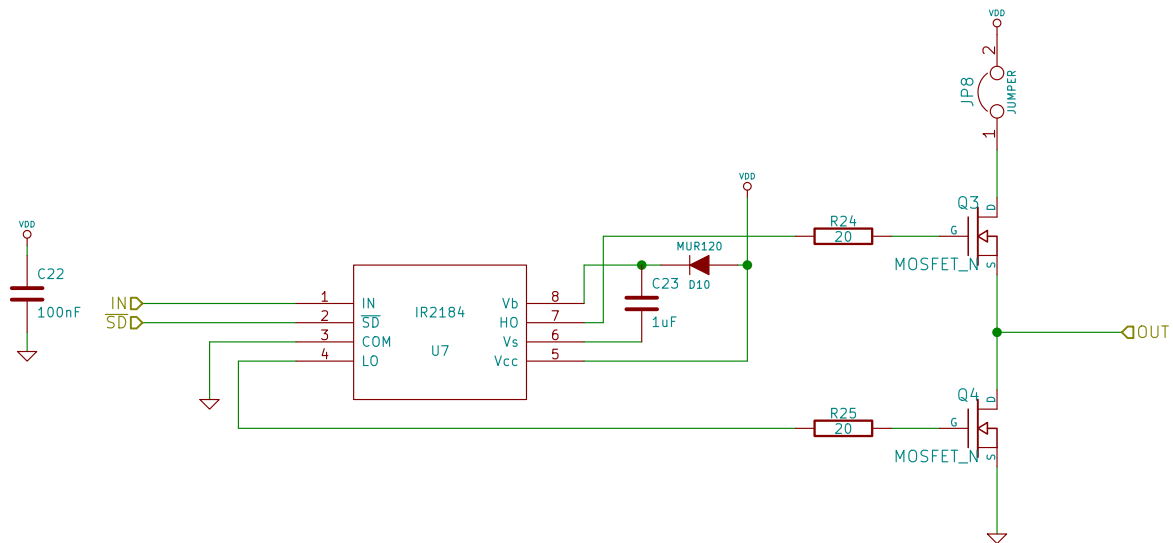 VDD
2
JP8
JUMPER
1
VDD
Q3
D
G
S
MOSFET_N
R24
20
VDD
C22
100nF
MUR120
D10
C23
1uF
IN
SD
1
2
3
4
IN
SD
COM
LO
IR2184
U7
Vb
HO
Vs
Vcc
8
7
6
5
OUT
Q4
D
G
S
MOSFET_N
R25
20